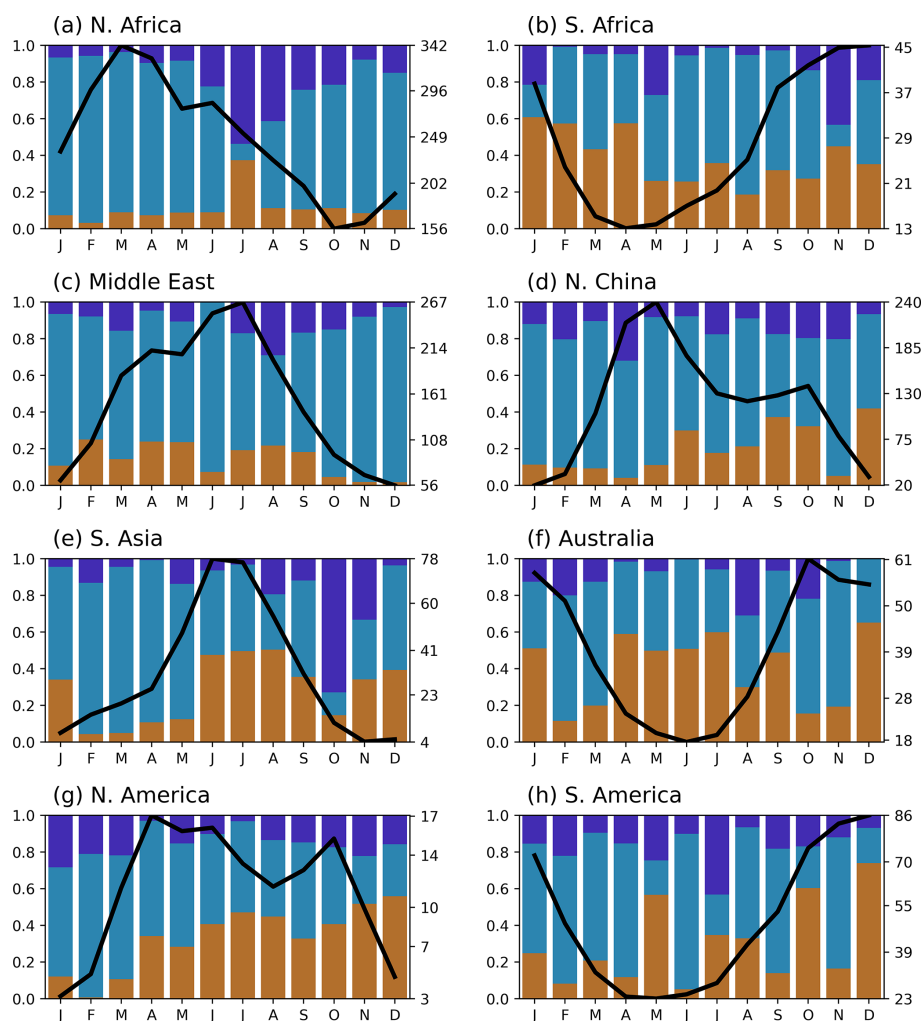 (a) N. Africa
1.0 0.8 0.6 0.4 0.2 0.0
342 296 249 202 156
J F M A M J J A S O N D
(b) S. Africa
1.0 0.8 0.6 0.4 0.2 0.0
45 37 29 21 13
J F M A M J J A S O N D
(c) Middle East
1.0 0.8 0.6 0.4 0.2 0.0
267 214 161 108 56
J F M A M J J A S O N D
(d) N. China
1.0 0.8 0.6 0.4 0.2 0.0
240 185 130 75 20
J F M A M J J A S O N D
(e) S. Asia
1.0 0.8 0.6 0.4 0.2 0.0
78 60 41 23 4
J F M A M J J A S O N D
(f) Australia
1.0 0.8 0.6 0.4 0.2 0.0
61 51 39 28 18
J F M A M J J A S O N D
(g) N. America
1.0 0.8 0.6 0.4 0.2 0.0
17 14 10 7 3
J F M A M J J A S O N D
(h) S. America
1.0 0.8 0.6 0.4 0.2 0.0
86 70 55 39 23
J F M A M J J A S O N D